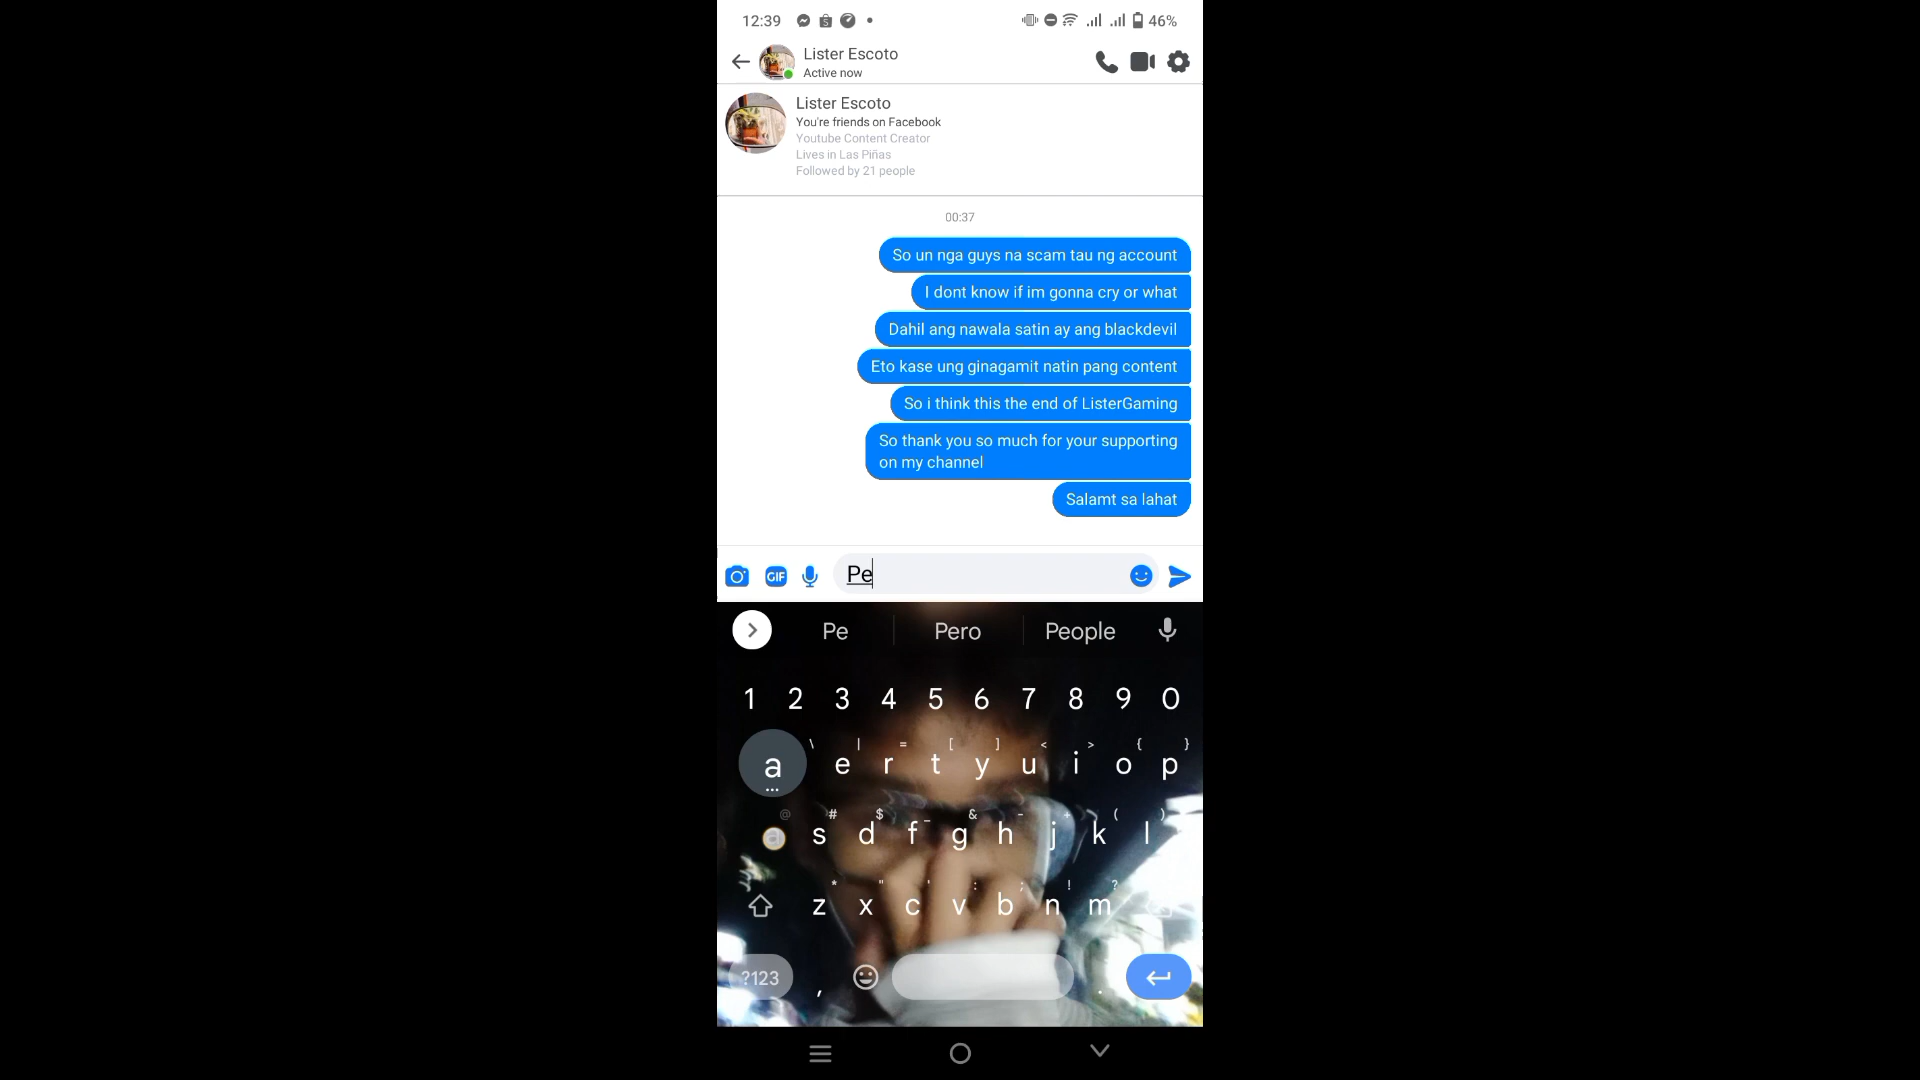 12:39
46%
Lister Escoto
Active now
Lister Escoto
You're friends on Facebook
Youtube Content Creator
Lives in Las Piñas
Followed by 21 people
00:37
So un nga guys na scam tau ng account
I dont know if im gonna cry or what
Dahil ang nawala satin ay ang blackdevil
Eto kase ung ginagamit natin pang content
So i think this the end of ListerGaming
So thank you so much for your supporting
on my channel
Salamt sa lahat
GIF
Pe
Pe Pero People
1 2 3 4 5 6 7 8 9 0
\ | = [ ] < > { }
a e r t y u i o p
...
@ # $ _ & - + ( )
a s d f g h j k l
* " ' : ; ! ?
z x c v b n m
?123 , .